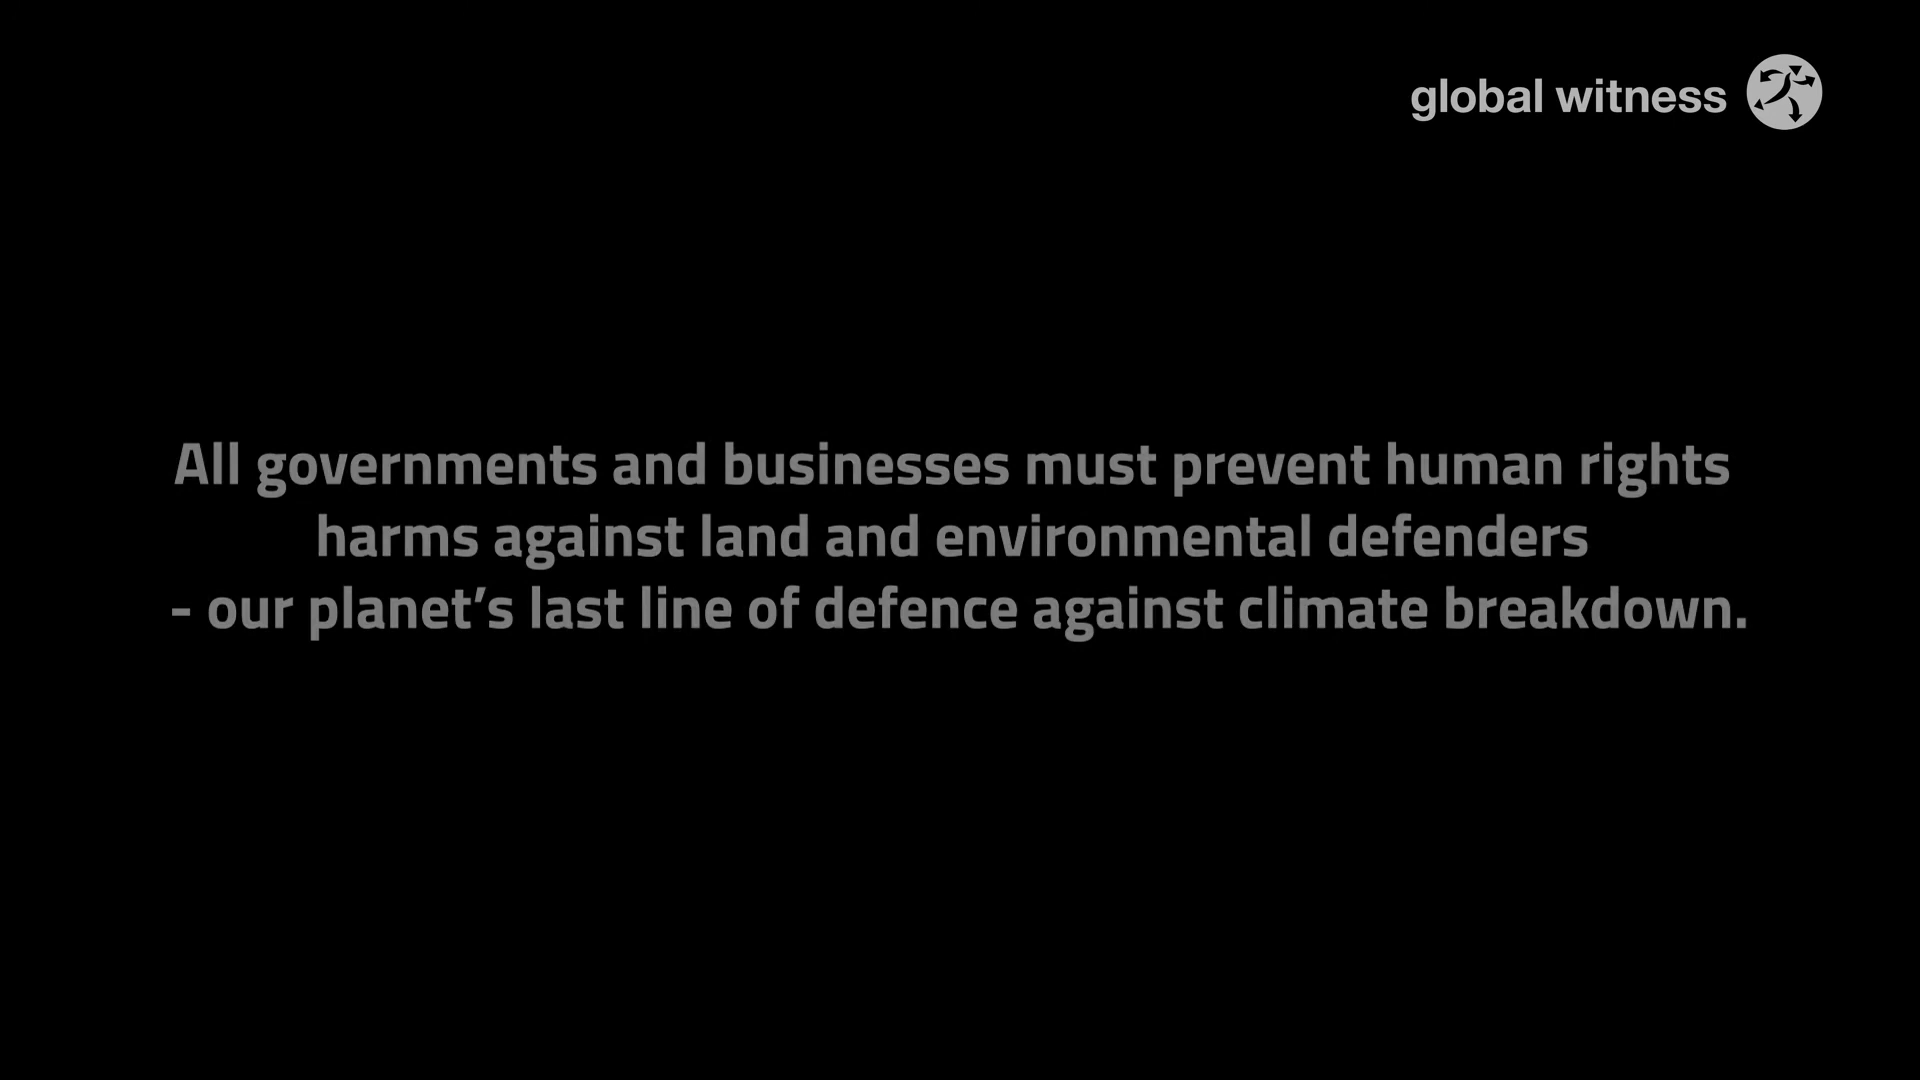 global witness
All governments and businesses must prevent human rights
harms against land and environmental defenders
- our planet’s last line of defence against climate breakdown.